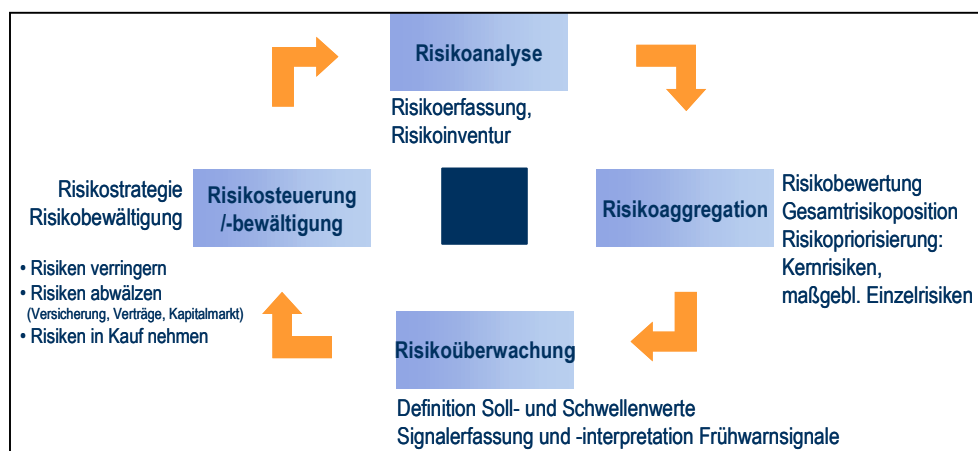 Risikoanalyse
Risikoerfassung,
Risikoinventur
Risikostrategie
Risikobewältigung
Risikosteuerung
/-bewältigung
• Risiken verringern
• Risiken abwälzen
(Versicherung, Verträge, Kapitalmarkt)
• Risiken in Kauf nehmen
Risikoaggregation
Risikobewertung
Gesamtrisikoposition
Risikopriorisierung:
Kernrisiken,
maßgebl. Einzelrisiken
Risikoüberwachung
Definition Soll- und Schwellenwerte
Signalerfassung und -interpretation Frühwarnsignale